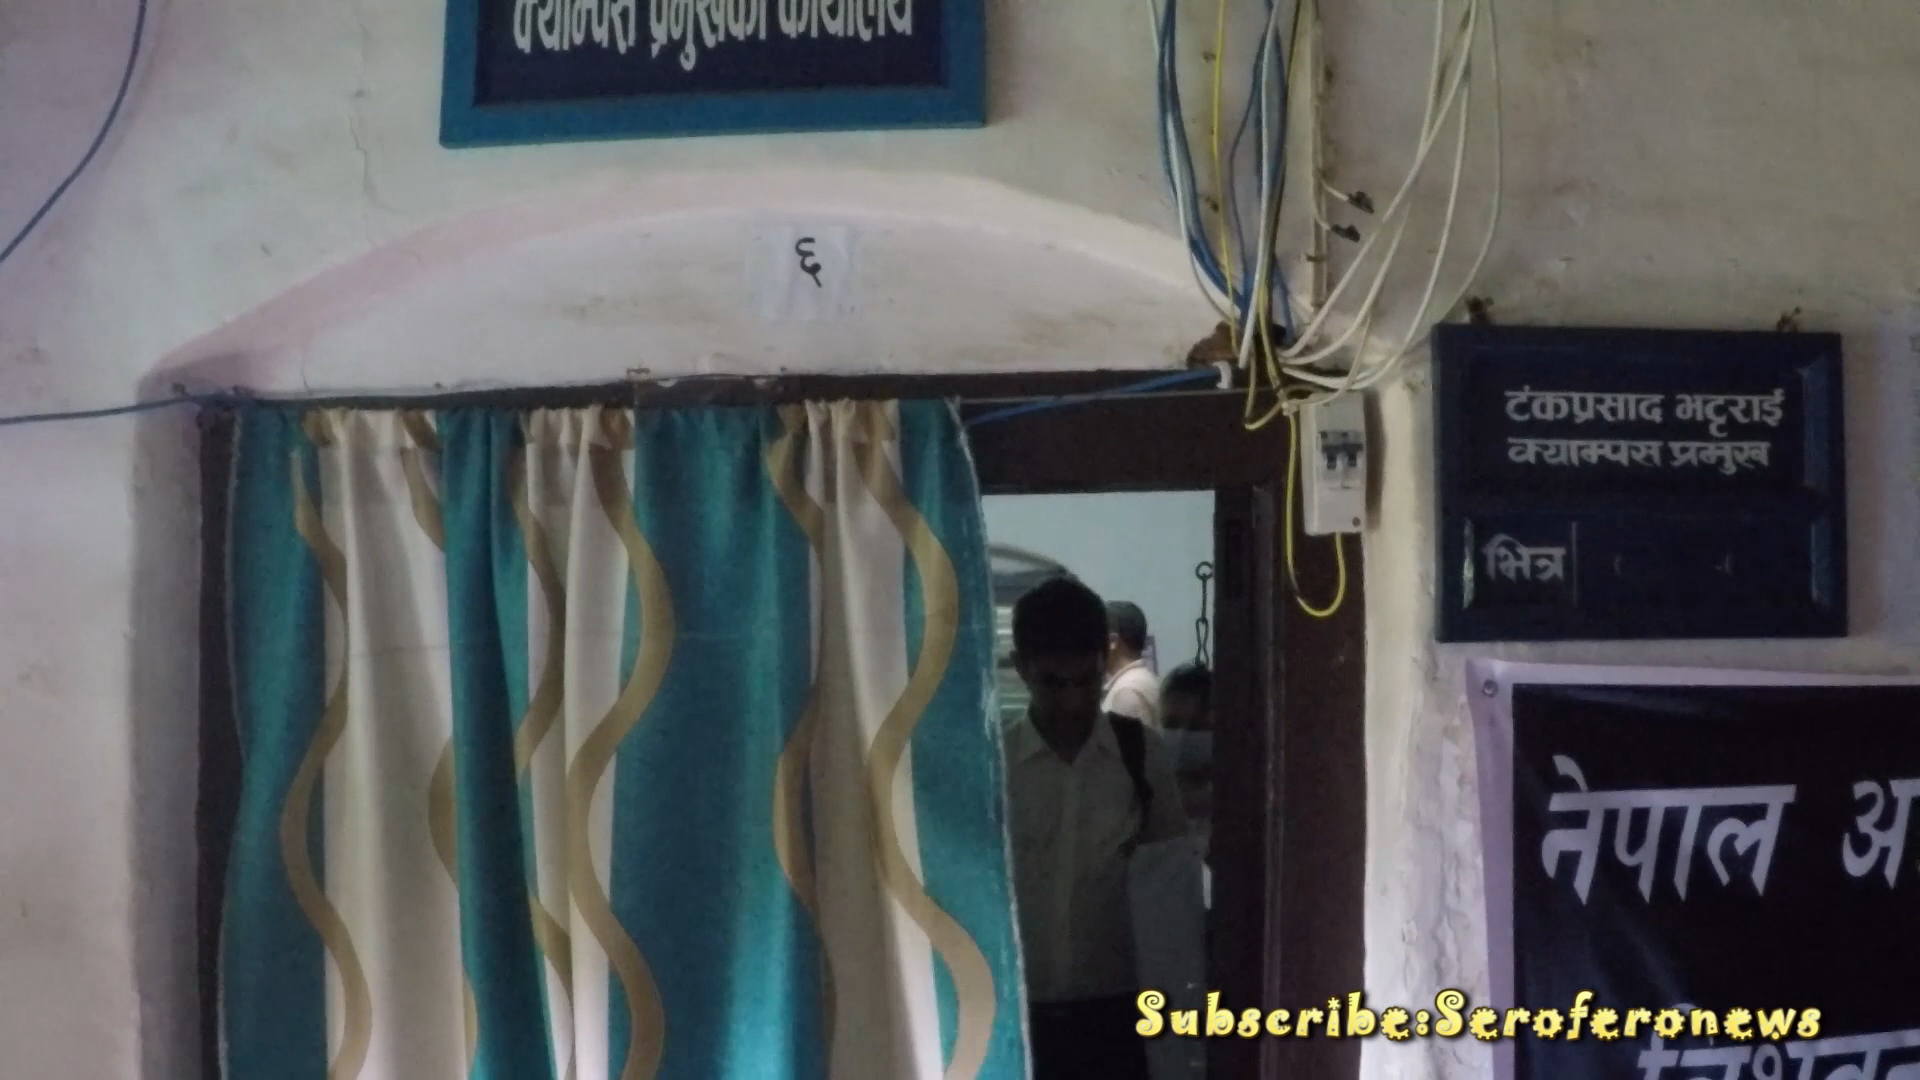 क्याम्पस प्रमुखको कार्यालय
६
टंकप्रसाद भट्टराई
क्याम्पस प्रमुख
भित्र
नेपाल
Subscribe:Seroferonews